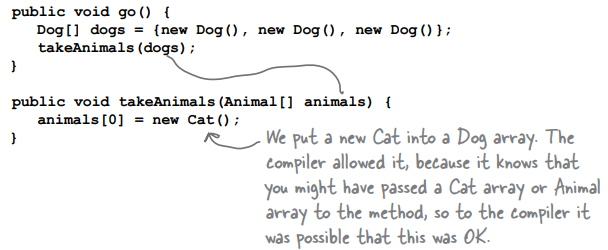 public void go() {
Dog[] dogs = {new Dog(), new Dog(), new Dog()};
takeAnimals(dogs);
}
public void takeAnimals(Animal[] animals) {
animals[0] = new Cat();
}
We put a new Cat into a Dog array. The
compiler allowed it, because it knows that
you might have passed a Cat array or Animal
array to the method, so to the compiler it
was possible that this was OK.